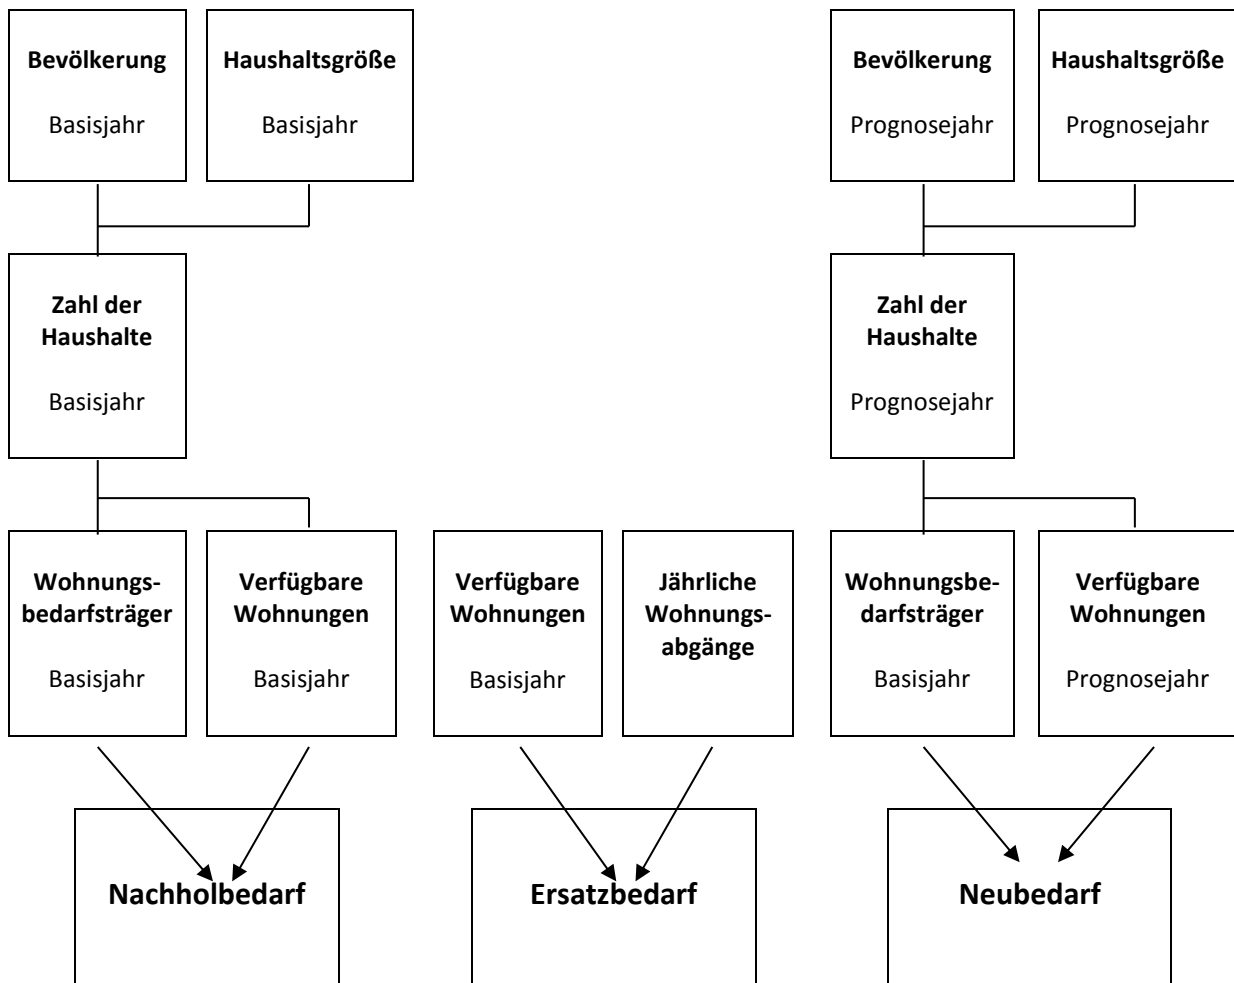 Bevölkerung
Basisjahr
Haushaltsgröße
Basisjahr
Bevölkerung
Prognosejahr
Haushaltsgröße
Prognosejahr
Zahl der
Haushalte
Basisjahr
Zahl der
Haushalte
Prognosejahr
Wohnungs-
bedarfsträger
Basisjahr
Verfügbare
Wohnungen
Basisjahr
Verfügbare
Wohnungen
Basisjahr
Jährliche
Wohnungs-
abgänge
Wohnungsbe-
darfsträger
Basisjahr
Verfügbare
Wohnungen
Prognosejahr
Nachholbedarf
Ersatzbedarf
Neubedarf